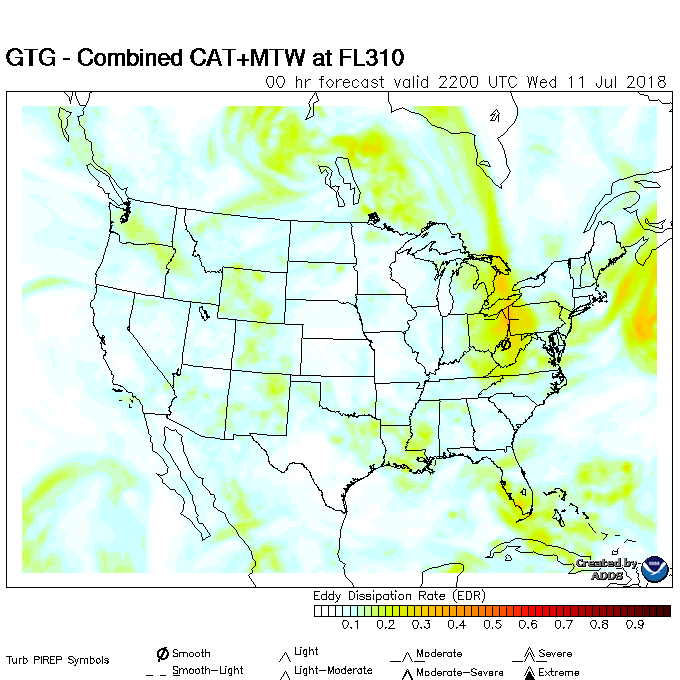 GTG - Combined CAT+MTW at FL310
00 hr forecast valid 2200 UTC Wed 11 Jul 2018
Created by
ADDS
Eddy Dissipation Rate (EDR)
0.1 0.2 0.3 0.4 0.5 0.6 0.7 0.8 0.9
Turb PIREP Symbols
Smooth
Light
Moderate
Severe
Smooth-Light
Light-Moderate
Moderate-Severe
Extreme